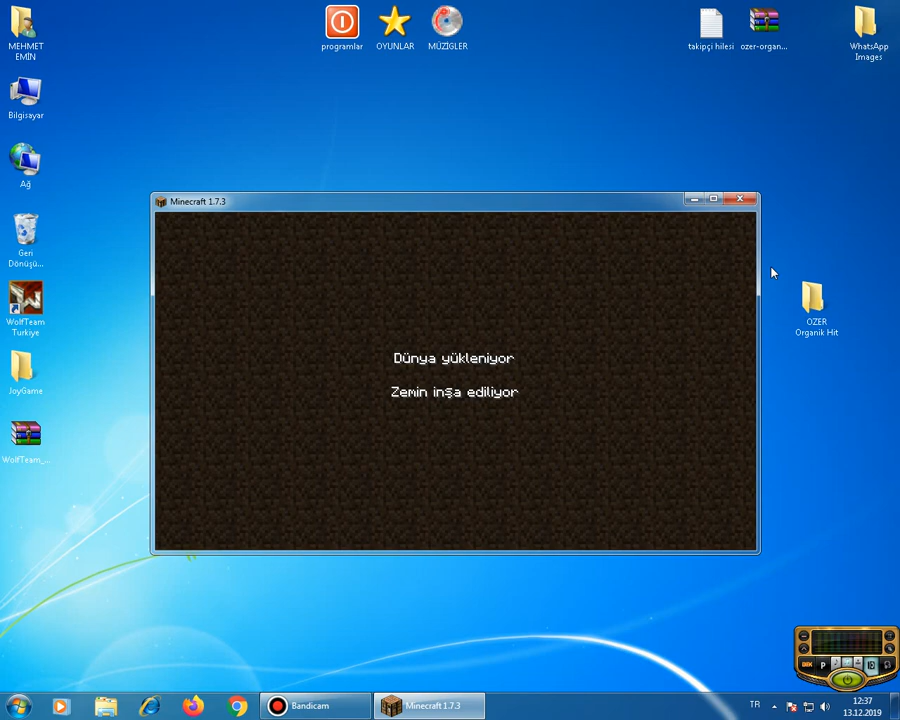 MEHMET
EMİN
Bilgisayar
Ağ
Geri
Dönüşü...
WolfTeam
Turkiye
JoyGame
WolfTeam_...
programlar
OYUNLAR
MÜZİGLER
takipçi hilesi
ozer-organ...
WhatsApp
Images
Minecraft 1.7.3
Dünya yükleniyor
Zemin inşa ediliyor
OZER
Organik Hit
Bandicam
Minecraft 1.7.3
TR
12:37
13.12.2019